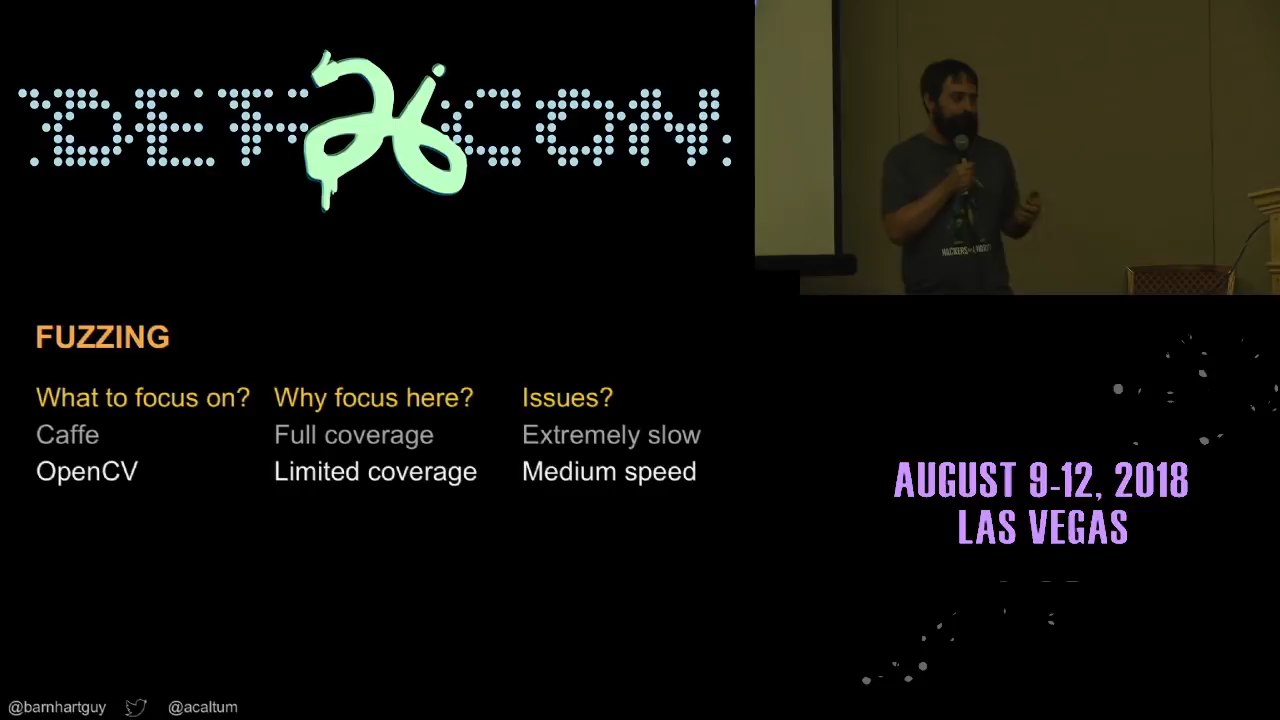 DEF 26 CON
FUZZING
What to focus on? Why focus here? Issues?
Caffe Full coverage Extremely slow
OpenCV Limited coverage Medium speed
AUGUST 9-12, 2018
LAS VEGAS
@barnhartguy @acaltum